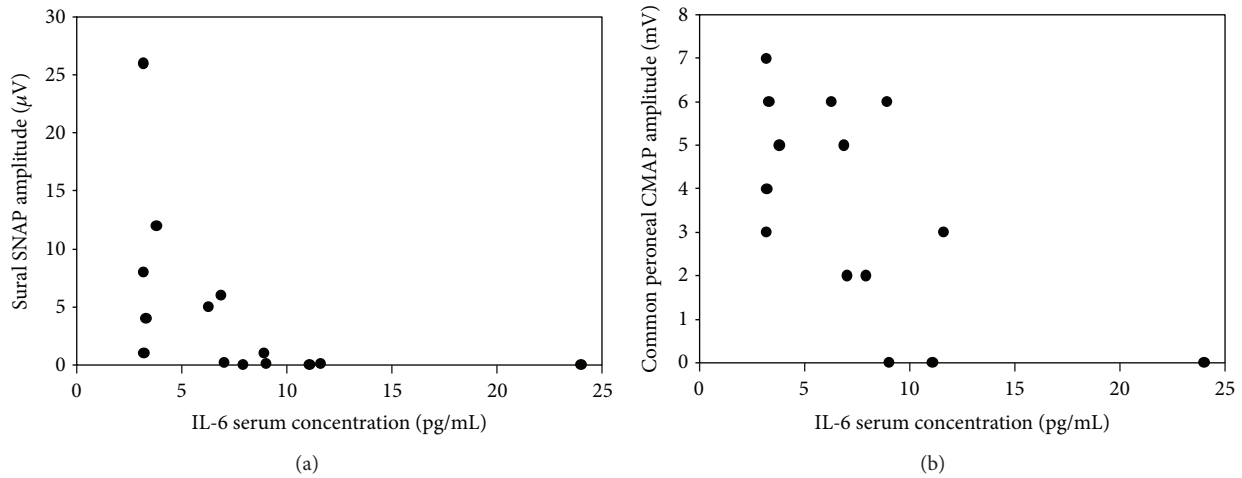 Sural SNAP amplitude (μV)
30
25
20
15
10
5
0
0 5 10 15 20 25
IL-6 serum concentration (pg/mL)
(a)
Common peroneal CMAP amplitude (mV)
8
7
6
5
4
3
2
1
0
0 5 10 15 20 25
IL-6 serum concentration (pg/mL)
(b)